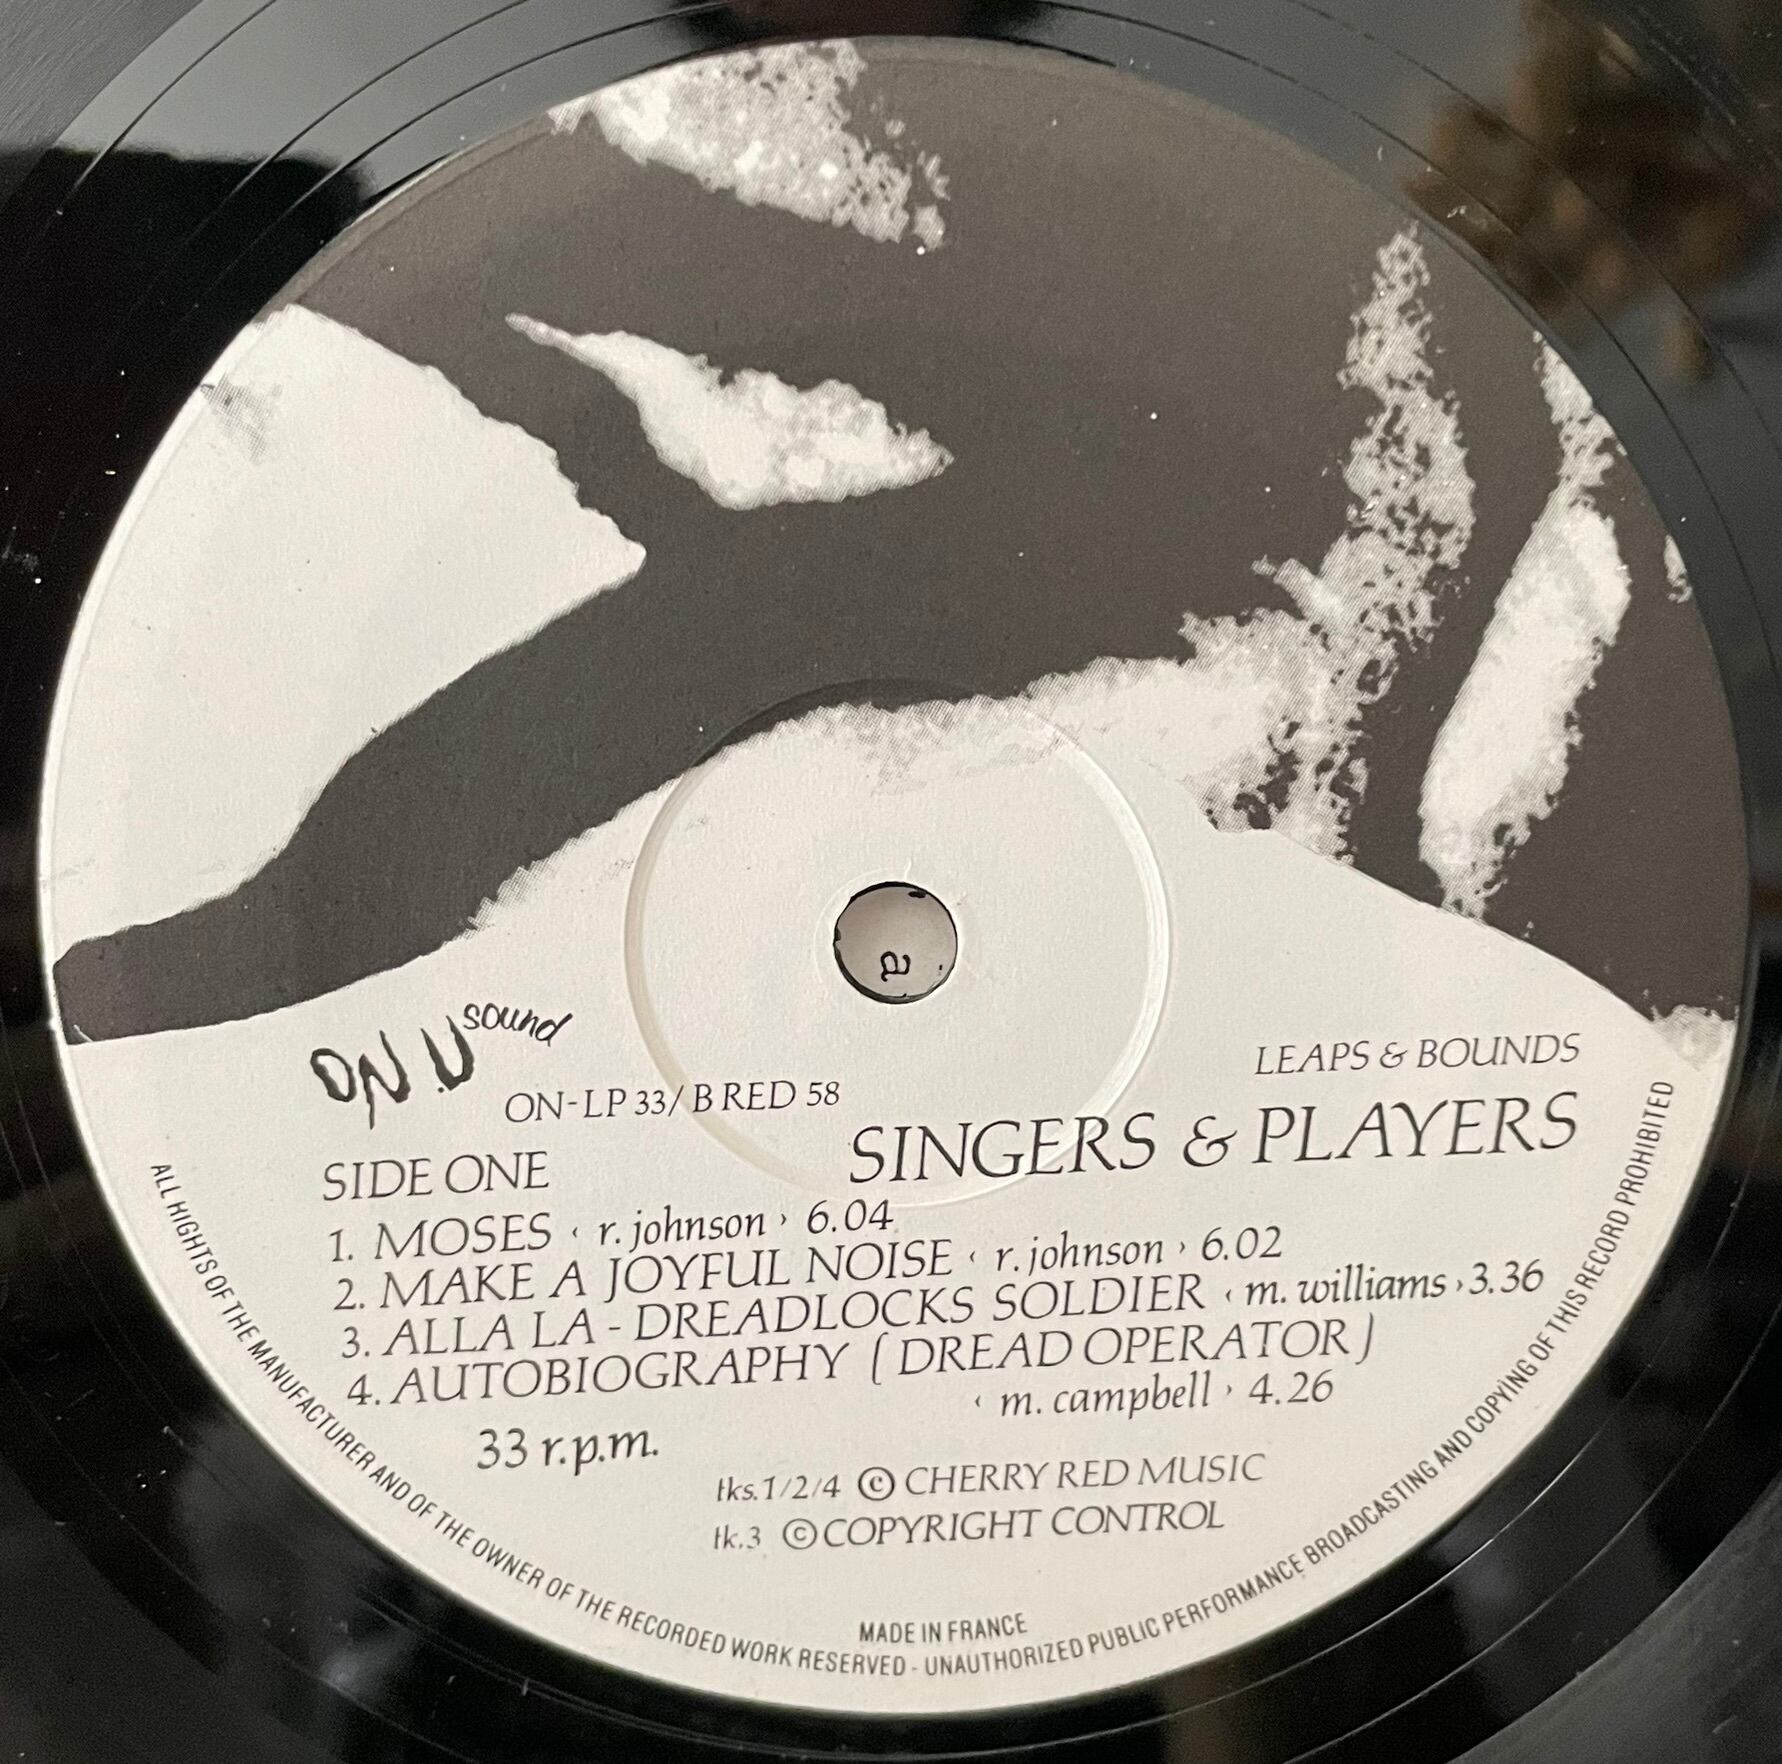 a
ON.U sound
ON-LP 33/ B RED 58
LEAPS & BOUNDS
SINGERS & PLAYERS
SIDE ONE
1. MOSES ‹ r. johnson › 6.04
2. MAKE A JOYFUL NOISE ‹ r. johnson › 6.02
3. ALLA LA - DREADLOCKS SOLDIER ‹ m. williams › 3.36
4. AUTOBIOGRAPHY ( DREAD OPERATOR )
‹ m. campbell › 4.26
33 r.p.m.
tks.1/2/4 © CHERRY RED MUSIC
tk.3 © COPYRIGHT CONTROL
MADE IN FRANCE
ALL HIGHTS OF THE MANUFACTURER AND OF THE OWNER OF THE RECORDED WORK RESERVED - UNAUTHORIZED PUBLIC PERFORMANCE BROADCASTING AND COPYING OF THIS RECORD PROHIBITED